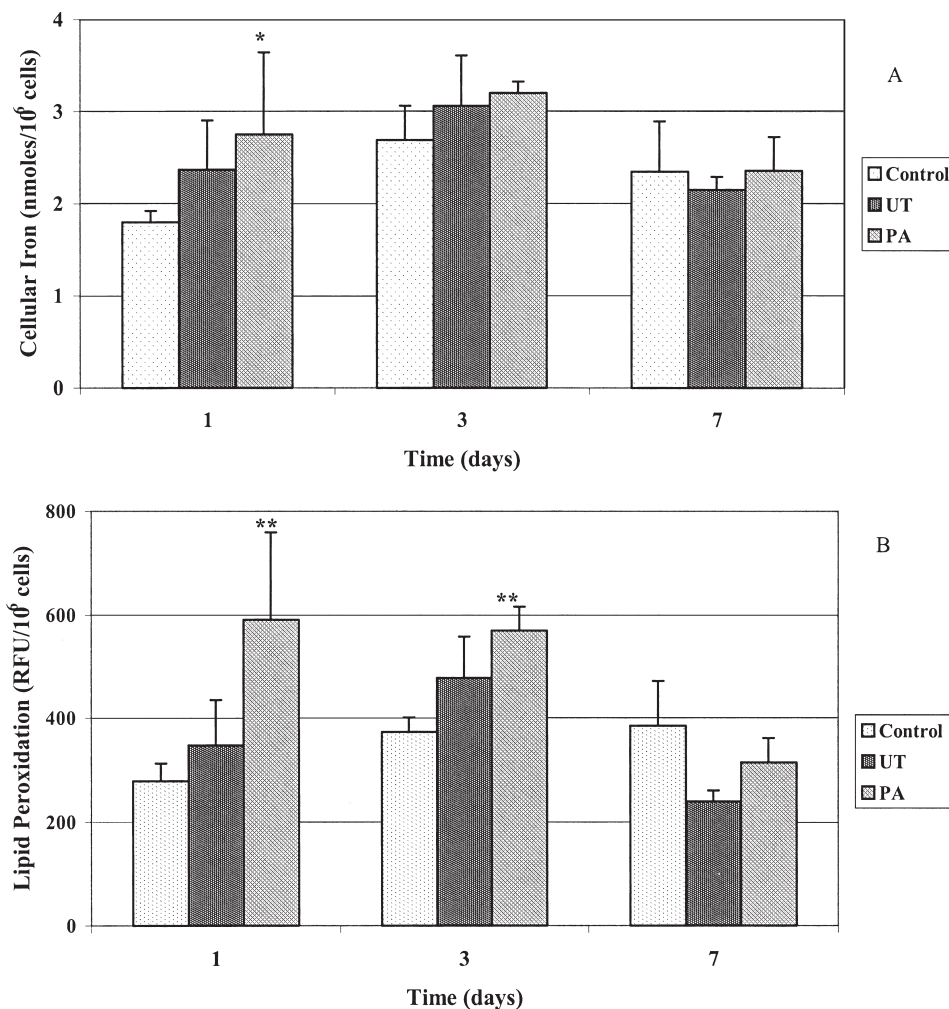 4
3
2
1
0
Cellular Iron (nmoles/10⁶ cells)
*
1
3
7
Time (days)
A
Control
UT
PA
800
600
400
200
0
Lipid Peroxidation (RFU/10⁶ cells)
**
**
1
3
7
Time (days)
B
Control
UT
PA